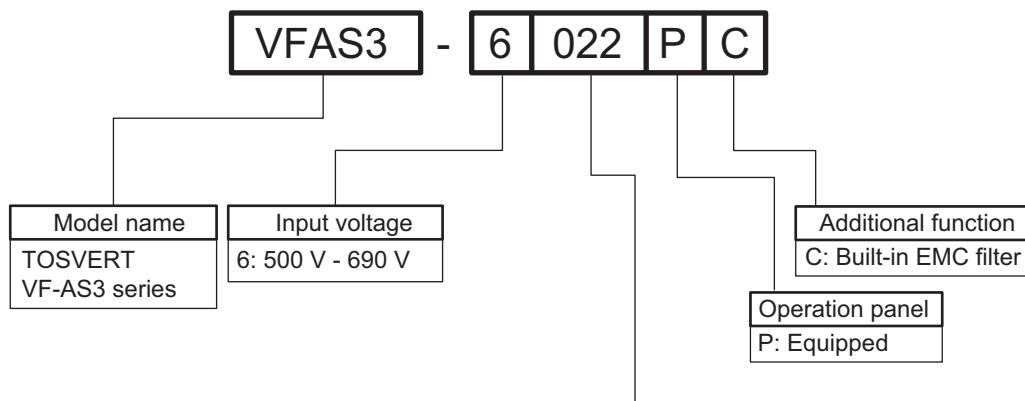 VFAS3 - 6 022 P C
Model name
TOSVERT
VF-AS3 series
Input voltage
6: 500 V - 690 V
Additional function
C: Built-in EMC filter
Operation panel
P: Equipped